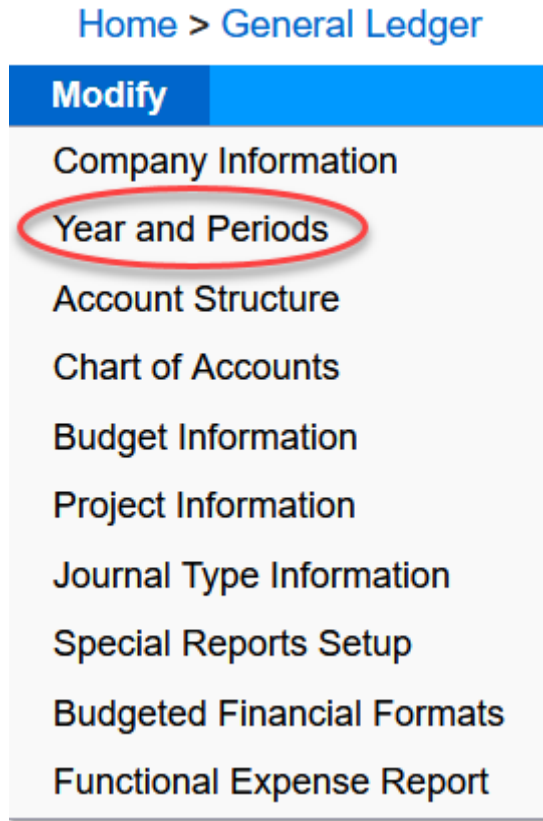 Home > General Ledger
Modify
Company Information
Year and Periods
Account Structure
Chart of Accounts
Budget Information
Project Information
Journal Type Information
Special Reports Setup
Budgeted Financial Formats
Functional Expense Report